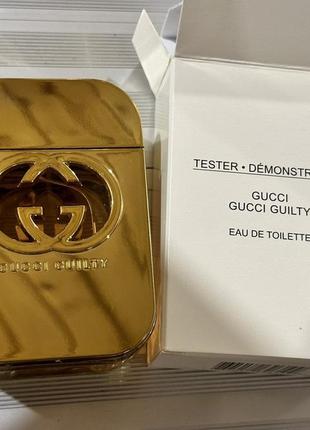 GUCCI GUILTY
TESTER • DÉMONSTR
GUCCI
GUCCI GUILTY
EAU DE TOILETTE